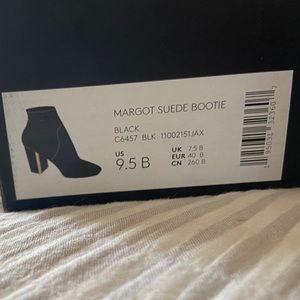 MARGOT SUEDE BOOTIE
BLACK
C6457 BLK 11002151JAX
US
9.5 B
UK 7.5 B
EUR 40 B
CN 260 B